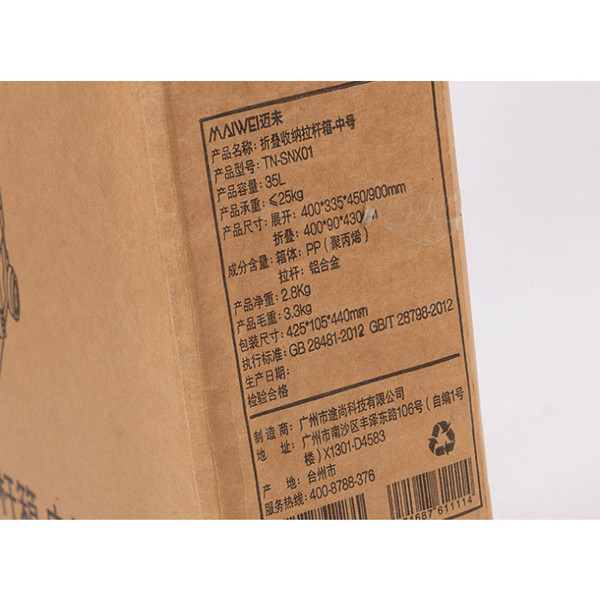 MAIWEI迈未
产品名称：折叠收纳拉杆箱-中号
产品型号：TN-SNX01
产品容量：35L
产品承重：≤25kg
产品尺寸：展开：400*335*450/900mm
折叠：400*90*430/
成分含量：箱体：PP（聚丙烯）
拉杆：铝合金
产品净重：2.8Kg
产品毛重：3.3kg
包装尺寸：425*105*440mm
执行标准：GB 28481-2012 GB/T 28798-2012
生产日期：
检验合格
制造商：广州市途尚科技有限公司
地址：广州市南沙区丰泽东路106号（自编1号
楼）X1301-D4583
产地：台州市
服务热线：400-8788-376
71687 611114
杆箱